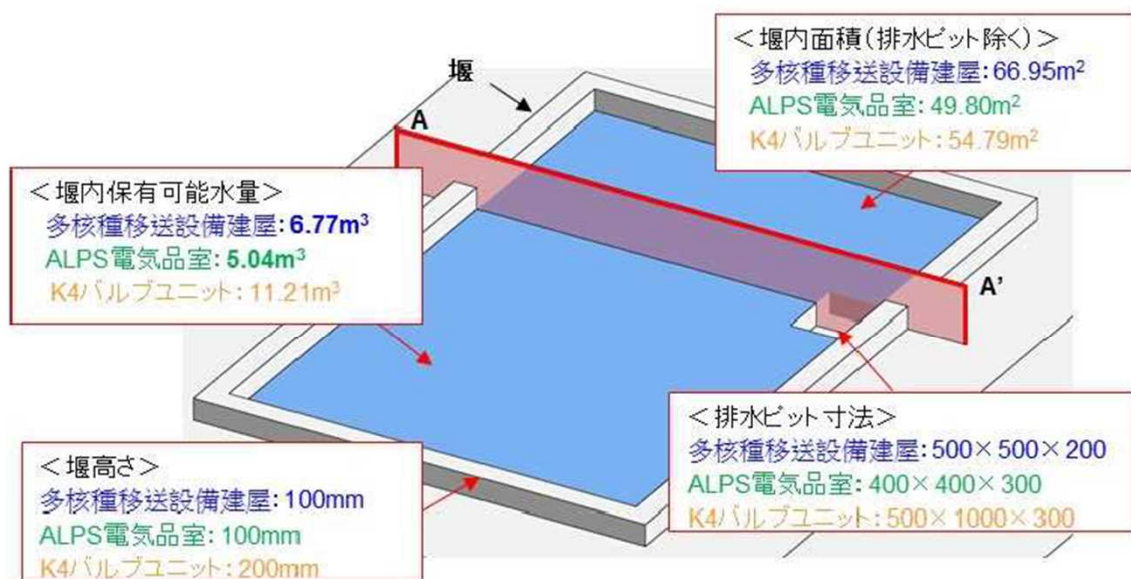 <堰内面積(排水ピット除く)>
多核種移送設備建屋:66.95m²
ALPS電気品室:49.80m²
K4バルブユニット:54.79m²
堰
A
<堰内保有可能水量>
多核種移送設備建屋:6.77m³
ALPS電気品室:5.04m³
K4バルブユニット:11.21m³
A'
<排水ピット寸法>
多核種移送設備建屋:500×500×200
ALPS電気品室:400×400×300
K4バルブユニット:500×1000×300
<堰高さ>
多核種移送設備建屋:100mm
ALPS電気品室:100mm
K4バルブユニット:200mm